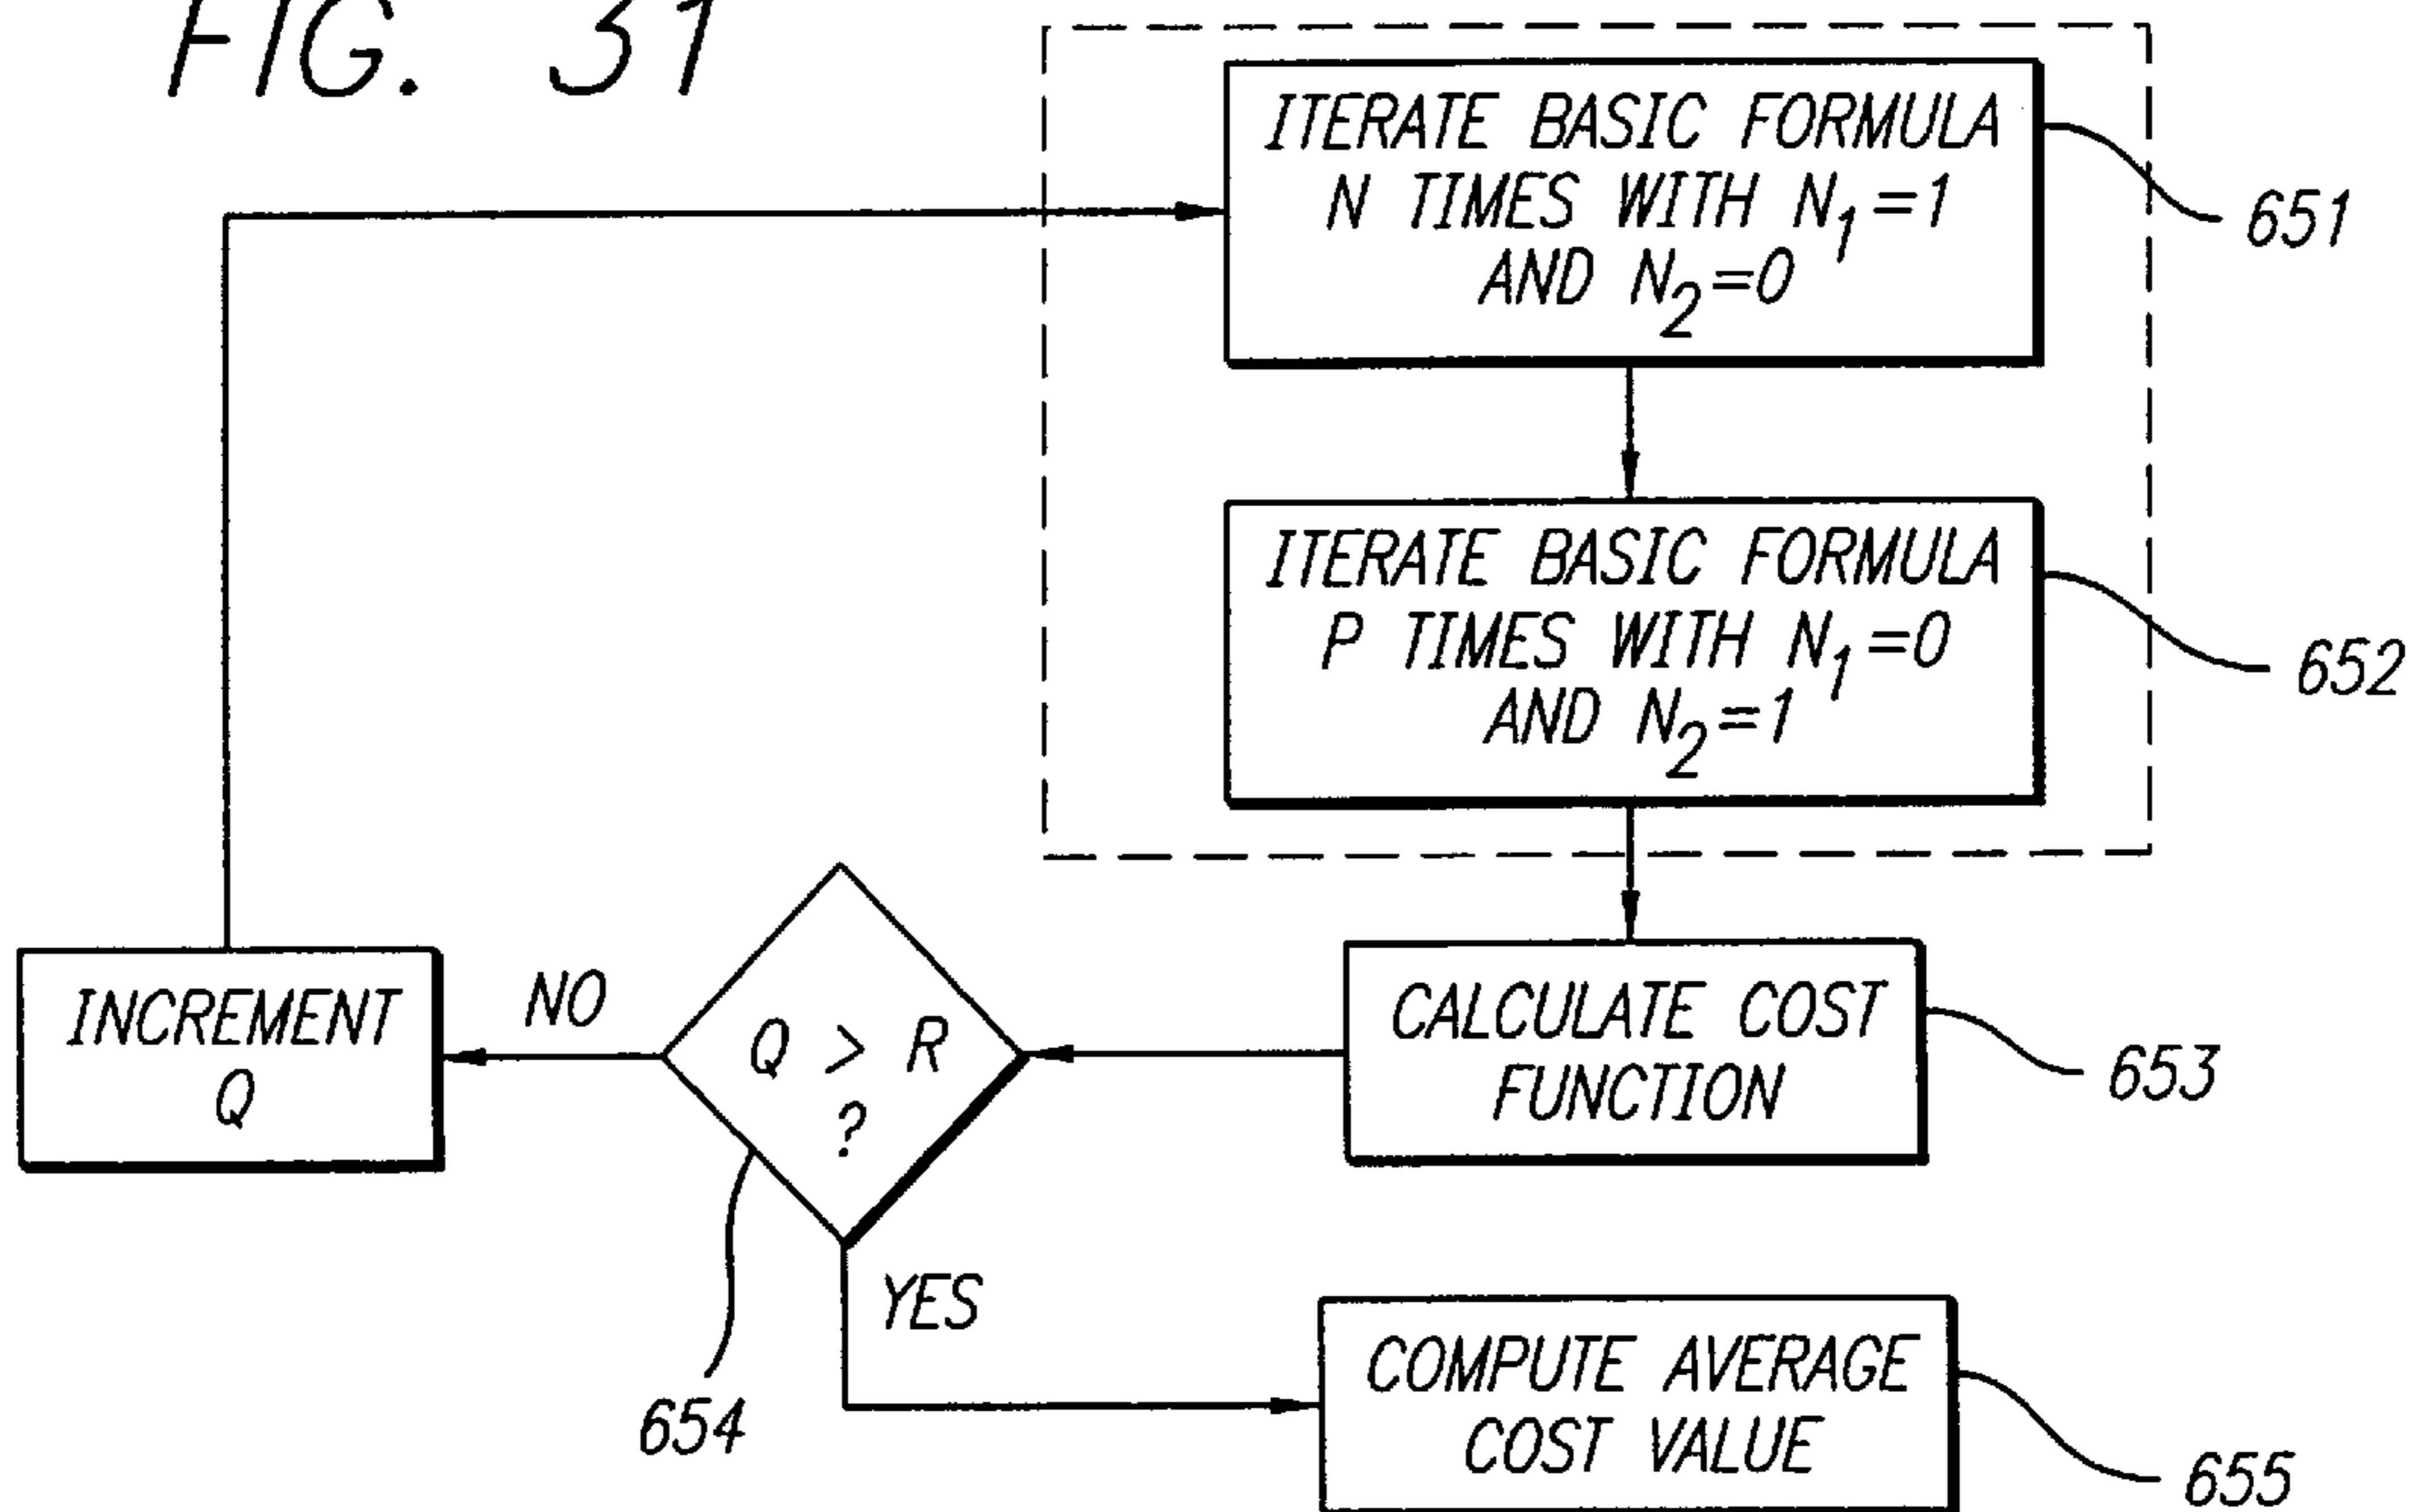 FIG. 31
ITERATE BASIC FORMULA
N TIMES WITH N₁=1
AND N₂=0
651
ITERATE BASIC FORMULA
P TIMES WITH N₁=0
AND N₂=1
652
CALCULATE COST
FUNCTION
653
Q > R
?
654
NO
INCREMENT
Q
YES
COMPUTE AVERAGE
COST VALUE
655